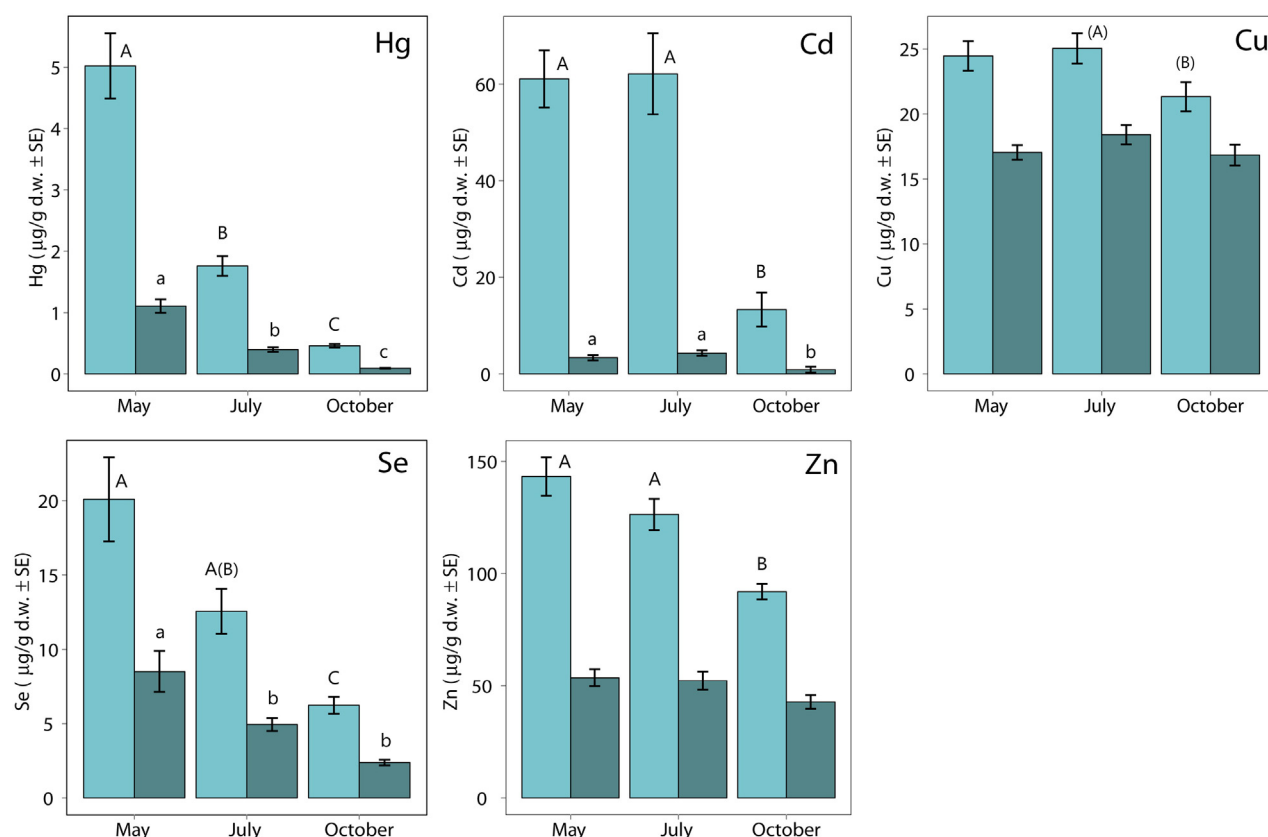 Hg
Hg ( µg/g d.w. ± SE)
5
4
3
2
1
0
A
a
B
b
C
c
May
July
October
Cd
Cd ( µg/g d.w. ± SE)
60
40
20
0
A
a
A
a
B
b
May
July
October
Cu
Cu ( µg/g d.w. ± SE)
25
20
15
10
5
0
(A)
(B)
May
July
October
Se
Se ( µg/g d.w. ± SE)
20
15
10
5
0
A
a
A(B)
b
C
b
May
July
October
Zn
Zn ( µg/g d.w. ± SE)
150
100
50
0
A
A
B
May
July
October